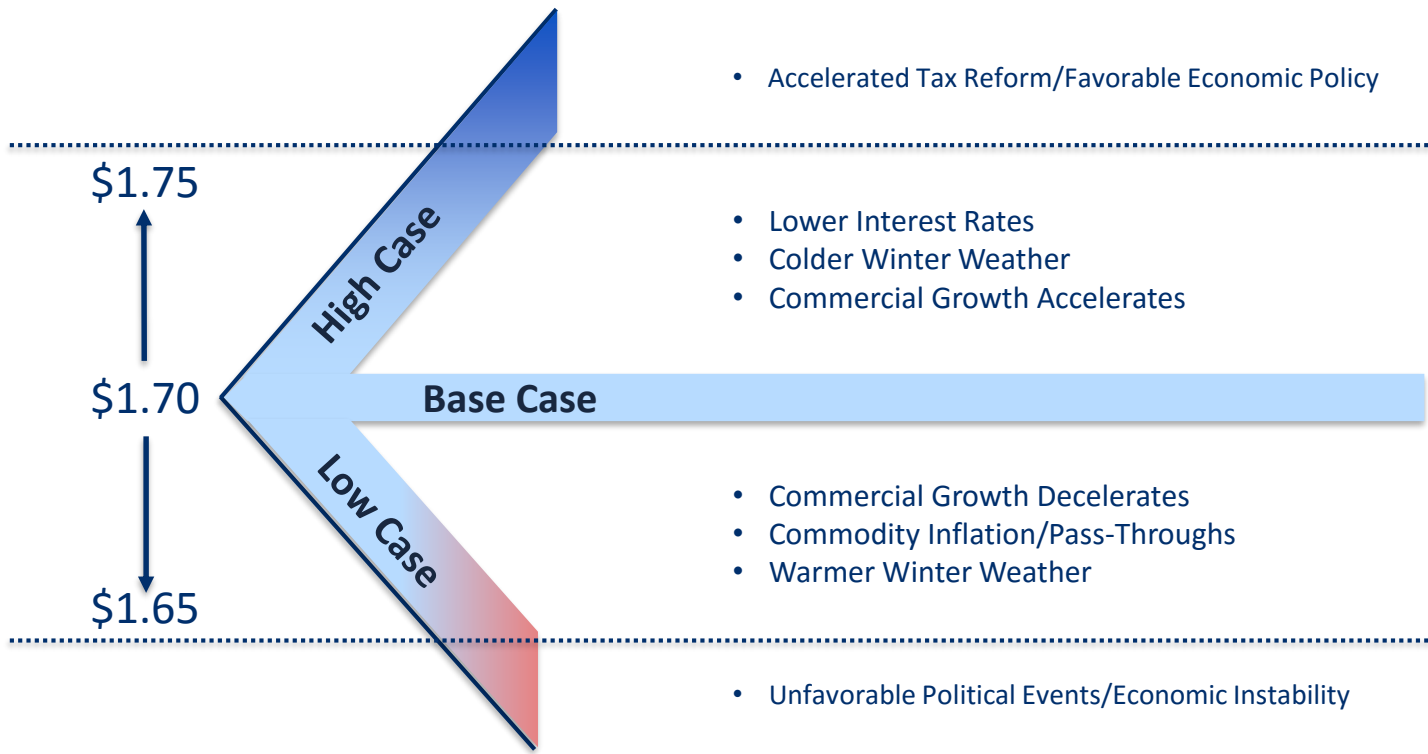 • Accelerated Tax Reform/Favorable Economic Policy
$1.75
• Lower Interest Rates
• Colder Winter Weather
• Commercial Growth Accelerates
High Case
$1.70
Base Case
Low Case
• Commercial Growth Decelerates
• Commodity Inflation/Pass-Throughs
• Warmer Winter Weather
$1.65
• Unfavorable Political Events/Economic Instability